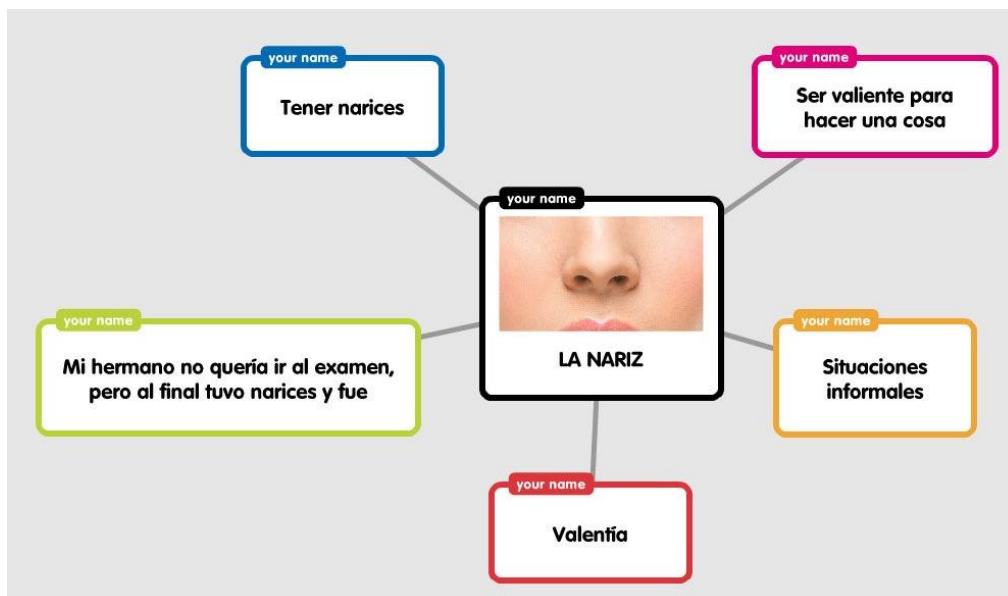 your name
Tener narices
your name
Ser valiente para
hacer una cosa
your name
LA NARIZ
your name
Mi hermano no quería ir al examen,
pero al final tuvo narices y fue
your name
Situaciones
informales
your name
Valentía